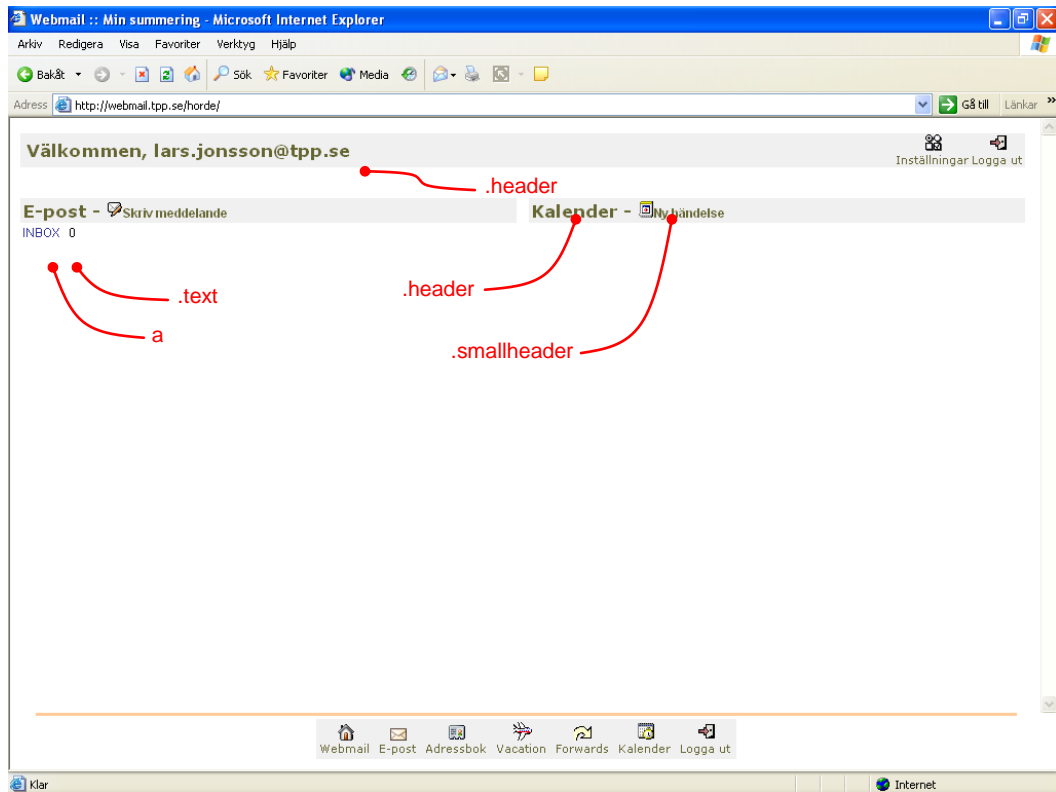 Webmail :: Min summering - Microsoft Internet Explorer
Arkiv Redigera Visa Favoriter Verktyg Hjälp
Bakåt Sök Favoriter Media
Adress http://webmail.tpp.se/horde/ Gå till Länkar »
Välkommen, lars.jonsson@tpp.se
Inställningar Logga ut
.header
E-post - Skriv meddelande
Kalender - Ny händelse
INBOX 0
.text
.header
a
.smallheader
Webmail E-post Adressbok Vacation Forwards Kalender Logga ut
Klar Internet